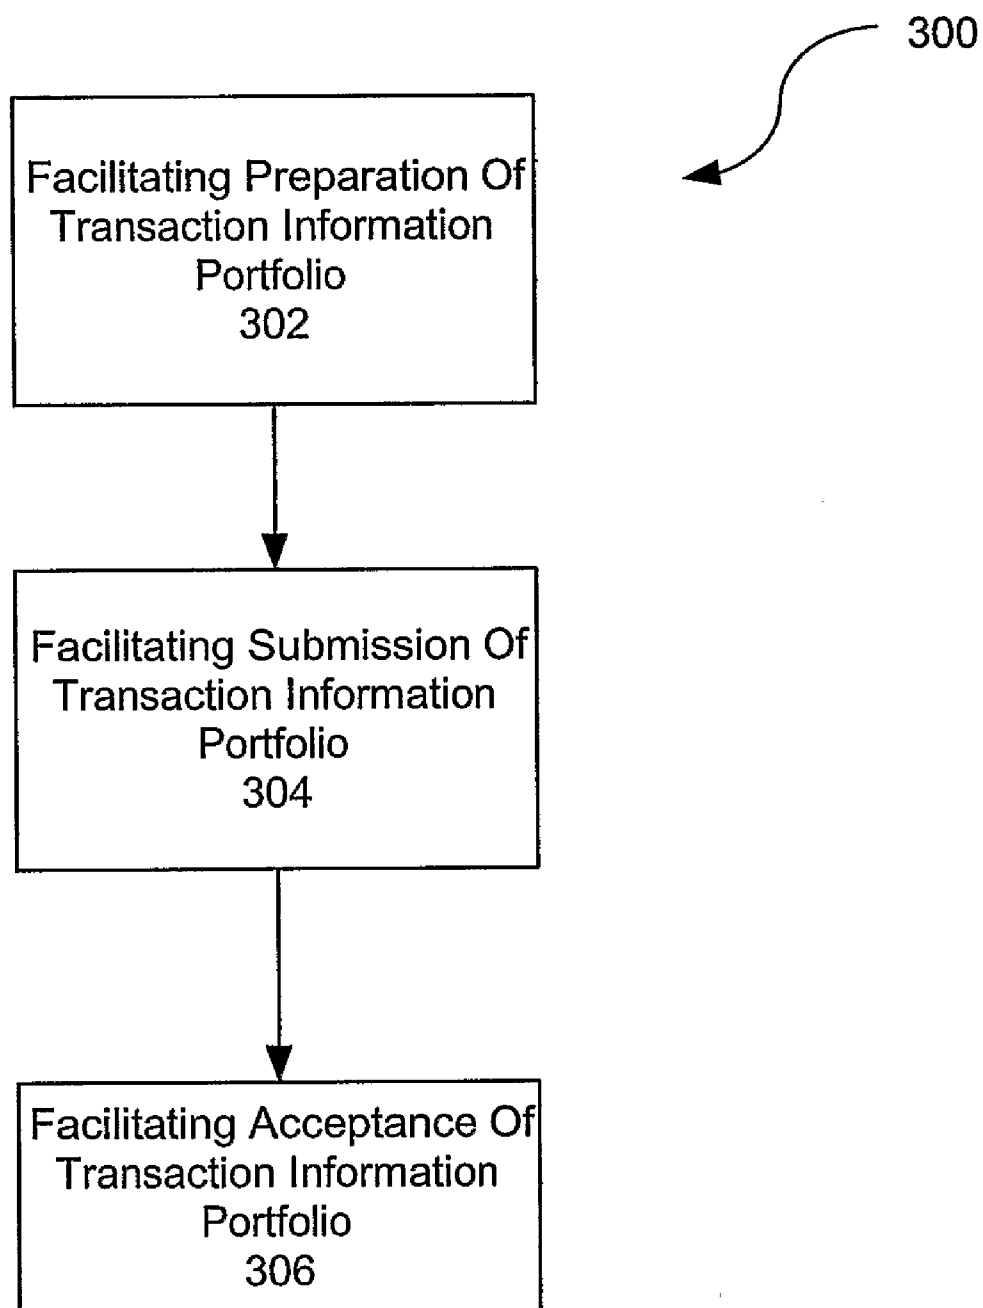 300
Facilitating Preparation Of
Transaction Information
Portfolio
302
Facilitating Submission Of
Transaction Information
Portfolio
304
Facilitating Acceptance Of
Transaction Information
Portfolio
306